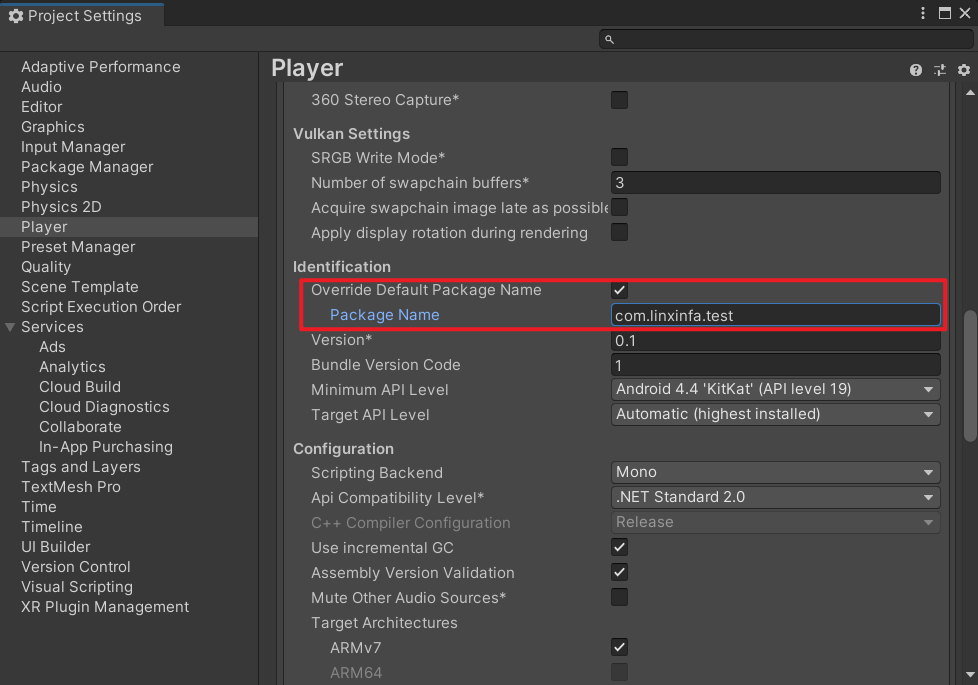 Project Settings
Adaptive Performance
Audio
Editor
Graphics
Input Manager
Package Manager
Physics
Physics 2D
Player
Preset Manager
Quality
Scene Template
Script Execution Order
Services
Ads
Analytics
Cloud Build
Cloud Diagnostics
Collaborate
In-App Purchasing
Tags and Layers
TextMesh Pro
Time
Timeline
UI Builder
Version Control
Visual Scripting
XR Plugin Management
Player
360 Stereo Capture*
Vulkan Settings
SRGB Write Mode*
Number of swapchain buffers* 3
Acquire swapchain image late as possible
Apply display rotation during rendering
Identification
Override Default Package Name
Package Name com.linxinfa.test
Version* 0.1
Bundle Version Code 1
Minimum API Level Android 4.4 'KitKat' (API level 19)
Target API Level Automatic (highest installed)
Configuration
Scripting Backend Mono
Api Compatibility Level* .NET Standard 2.0
C++ Compiler Configuration Release
Use incremental GC
Assembly Version Validation
Mute Other Audio Sources*
Target Architectures
ARMv7
ARM64